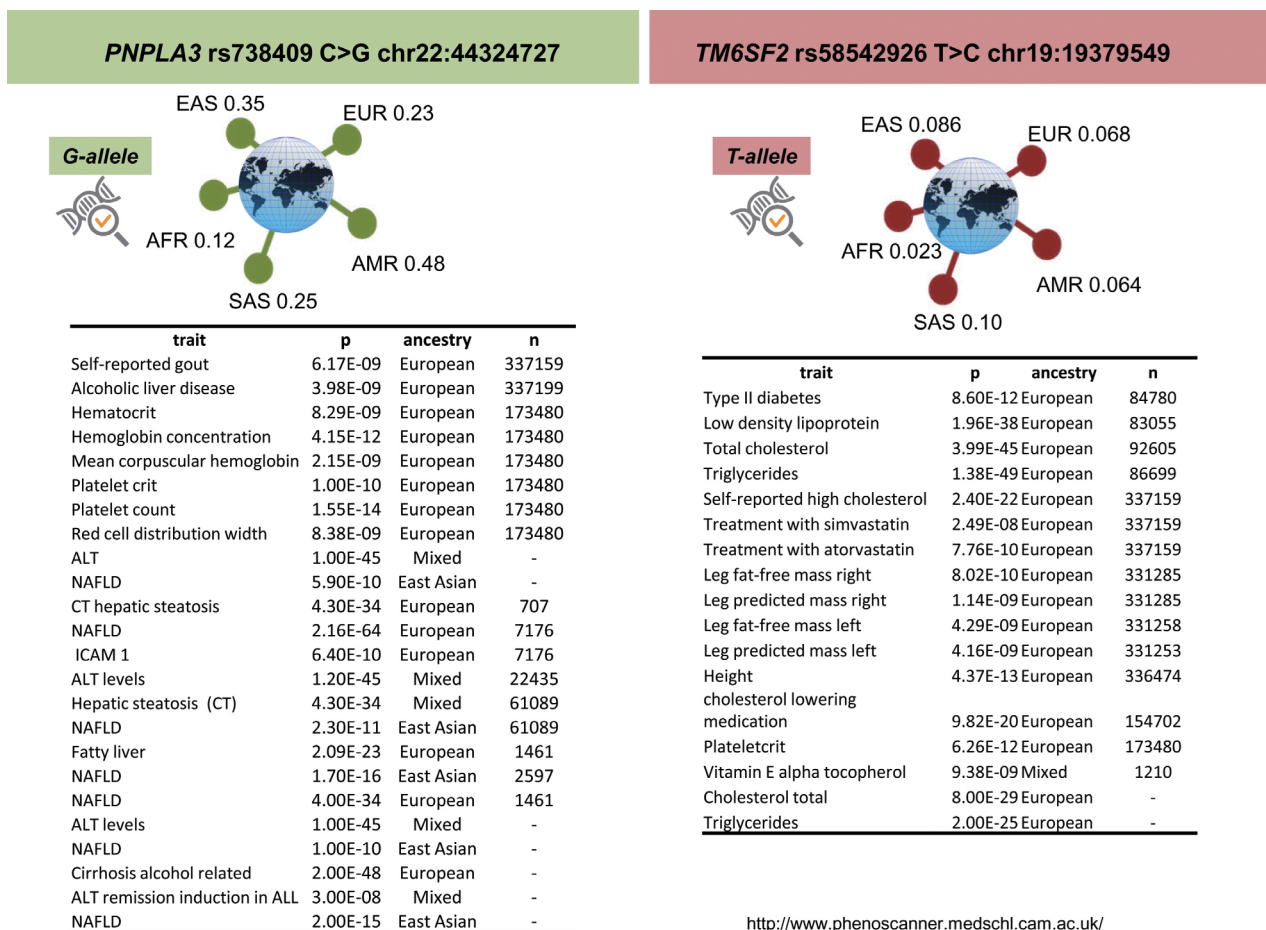 PNPLA3 rs738409 C>G chr22:44324727
EAS 0.35
EUR 0.23
G-allele
AFR 0.12
AMR 0.48
SAS 0.25
trait p ancestry n
Self-reported gout 6.17E-09 European 337159
Alcoholic liver disease 3.98E-09 European 337199
Hematocrit 8.29E-09 European 173480
Hemoglobin concentration 4.15E-12 European 173480
Mean corpuscular hemoglobin 2.15E-09 European 173480
Platelet crit 1.00E-10 European 173480
Platelet count 1.55E-14 European 173480
Red cell distribution width 8.38E-09 European 173480
ALT 1.00E-45 Mixed -
NAFLD 5.90E-10 East Asian -
CT hepatic steatosis 4.30E-34 European 707
NAFLD 2.16E-64 European 7176
ICAM 1 6.40E-10 European 7176
ALT levels 1.20E-45 Mixed 22435
Hepatic steatosis (CT) 4.30E-34 Mixed 61089
NAFLD 2.30E-11 East Asian 61089
Fatty liver 2.09E-23 European 1461
NAFLD 1.70E-16 East Asian 2597
NAFLD 4.00E-34 European 1461
ALT levels 1.00E-45 Mixed -
NAFLD 1.00E-10 East Asian -
Cirrhosis alcohol related 2.00E-48 European -
ALT remission induction in ALL 3.00E-08 Mixed -
NAFLD 2.00E-15 East Asian -
TM6SF2 rs58542926 T>C chr19:19379549
EAS 0.086
EUR 0.068
T-allele
AFR 0.023
AMR 0.064
SAS 0.10
trait p ancestry n
Type II diabetes 8.60E-12 European 84780
Low density lipoprotein 1.96E-38 European 83055
Total cholesterol 3.99E-45 European 92605
Triglycerides 1.38E-49 European 86699
Self-reported high cholesterol 2.40E-22 European 337159
Treatment with simvastatin 2.49E-08 European 337159
Treatment with atorvastatin 7.76E-10 European 337159
Leg fat-free mass right 8.02E-10 European 331285
Leg predicted mass right 1.14E-09 European 331285
Leg fat-free mass left 4.29E-09 European 331258
Leg predicted mass left 4.16E-09 European 331253
Height 4.37E-13 European 336474
cholesterol lowering
medication 9.82E-20 European 154702
Plateletcrit 6.26E-12 European 173480
Vitamin E alpha tocopherol 9.38E-09 Mixed 1210
Cholesterol total 8.00E-29 European -
Triglycerides 2.00E-25 European -
http://www.phenoscanner.medschl.cam.ac.uk/